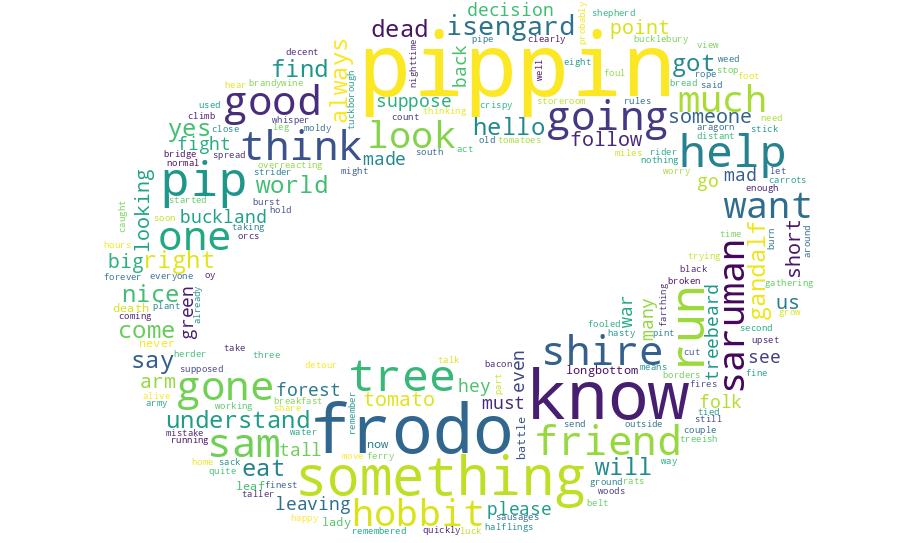 decision
shepherd
dead
isengard
probably
point
pipe
clearly
bucklebury
pippin
nighttime
back
well
eight
view
decent
always
find
got
weed
stop
foul
rope
bread
said
foot
hear
brandywine
tuckborough
good
suppose
crispy
storeroom
rules
much
used
thinking
climb
whisper
count
tomatoes
going
someone
need
yes
close
leg
moldy
look
hello
old
follow
aragorn
stick
fight
think
south
act
distant
help
bridge
spread
overreacting
made
miles
rider
nothing
normal
strider
might
worry
mad
let
enough
carrots
pip
world
go
started
looking
burst
hold
want
caught
buckland
soon
taking
one
orcs
time
hours
gandalf
burn
short
around
big
right
trying
forever
everyone
oy
black
broken
saruman
gathering
nice
plant
green
already
death
coming
war
many
farthing
run
treebeard
us
grow
come
fooled
hasty
pint
second
never
take
shire
cut
upset
say
herder
three
talk
bacon
even
means
see
supposed
detour
tree
longbottom
borders
fires
fine
arm
gone
forest
hey
part
know
alive
army
working
breakfast
share
tomato
must
folk
tied
understand
remember
frodo
battle
send
outside
still
couple
mistake
water
friend
treeish
running
sam
tall
now
home
sack
move
ferry
something
will
way
quite
eat
ground
rats
leaf
finest
taller
woods
leaving
hobbit
please
belt
happy
lady
sausages
remembered
quickly
luck
halflings